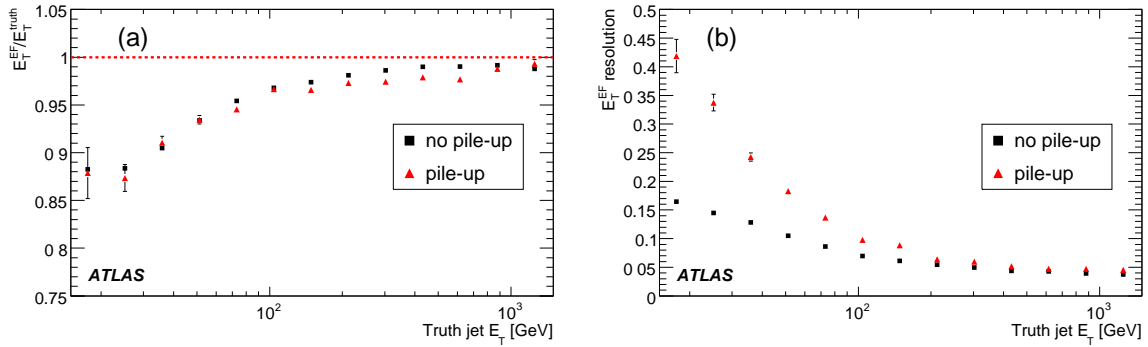 E_T^EF/E_T^truth
1.05
1
0.95
0.9
0.85
0.8
0.75
(a)
no pile-up
pile-up
ATLAS
10²
10³
Truth jet E_T [GeV]
E_T^EF resolution
0.5
0.45
0.4
0.35
0.3
0.25
0.2
0.15
0.1
0 05
0
(b)
no pile-up
pile-up
ATLAS
10²
10³
Truth jet E_T [GeV]